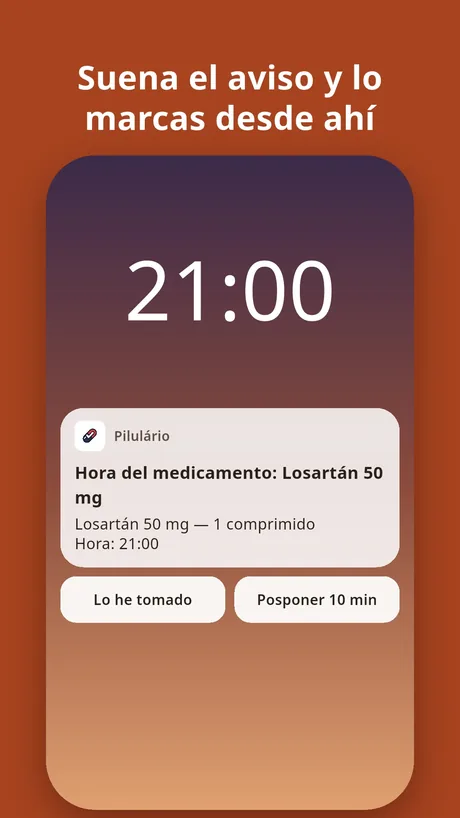 Suena el aviso y lo
marcas desde ahí
21:00
Pilulário
Hora del medicamento: Losartán 50
mg
Losartán 50 mg — 1 comprimido
Hora: 21:00
Lo he tomado
Posponer 10 min